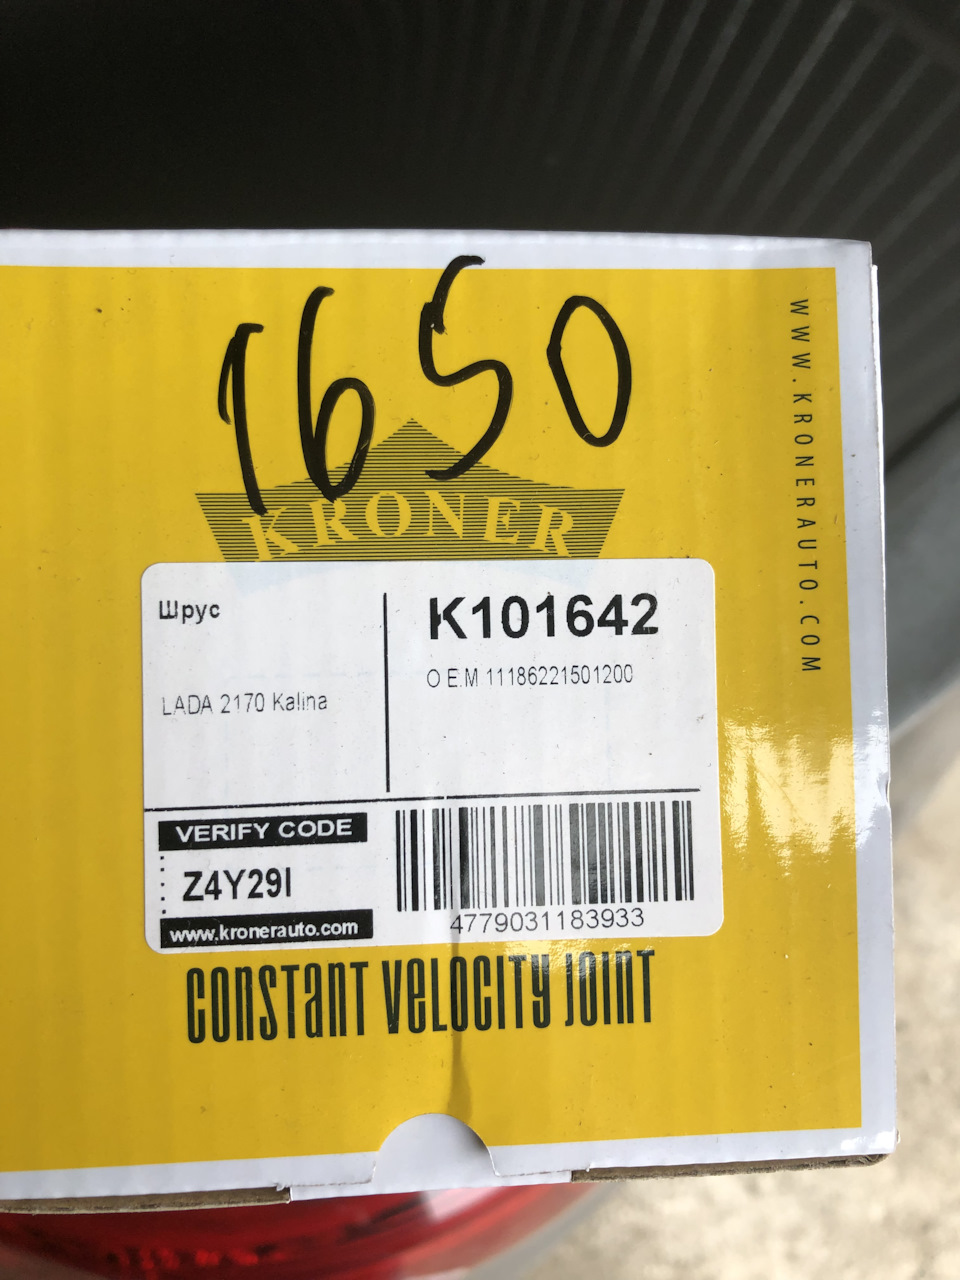 1650
WWW.KRONERAUTO.COM
KRONER
Шрус
K101642
O.E.M 11186221501200
LADA 2170 Kalina
VERIFY CODE
Z4Y29I
www.kronerauto.com
4779031183933
CONSTANT VELOCITY JOINT